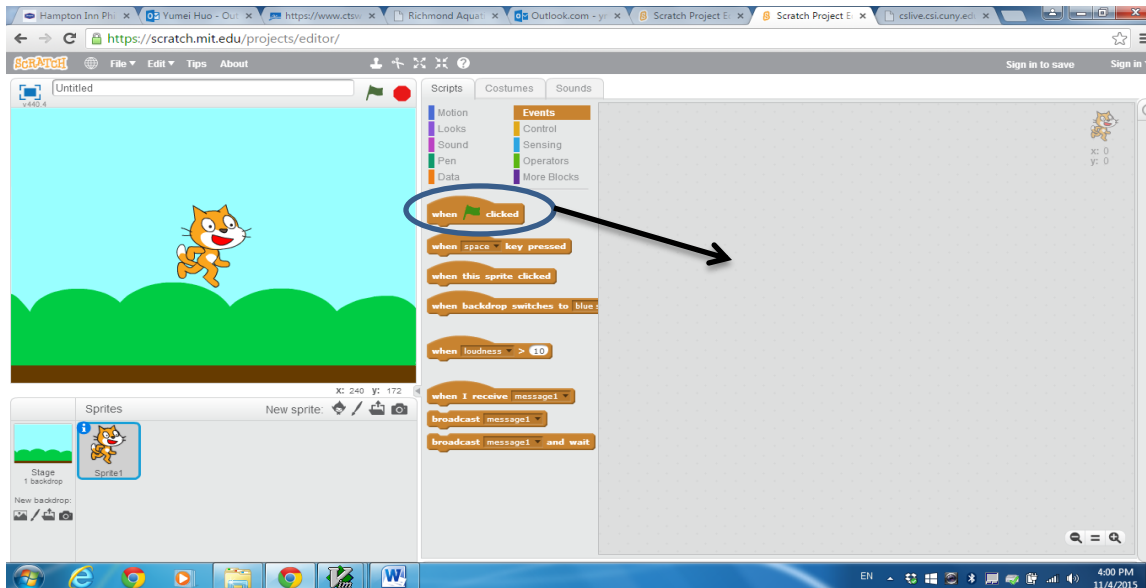 Hampton Inn Phi
Yumei Huo - Out
https://www.ctsw
Richmond Aquati
Outlook.com - y
Scratch Project E
Scratch Project E
cslive.csi.cuny.ed
https://scratch.mit.edu/projects/editor/
SCRATCH File Edit Tips About Sign in to save Sign in
Untitled
v440.4
Scripts Costumes Sounds
Motion Events
Looks Control
Sound Sensing
Pen Operators
Data More Blocks
x: 0
y: 0
when clicked
when space key pressed
when this sprite clicked
when backdrop switches to blue s
when loudness > 10
x: 240 y: 172
when I receive message1
broadcast message1
broadcast message1 and wait
Sprites New sprite:
Stage
1 backdrop
Sprite1
New backdrop:
EN
4:00 PM
11/4/2015